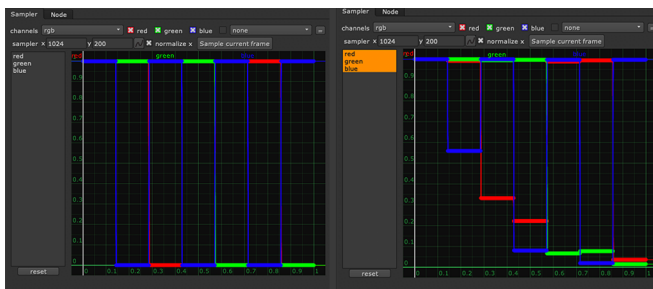 Sampler Node
channels rgb red green blue none =
sampler x 1024 y 200 normalize x Sample current frame
red
green
blue
green
0.9
0.8
0.7
0.6
0.5
0.4
0.3
0.2
0.1
0
0 0.1 0.2 0.3 0.4 0.5 0.6 0.7 0.8 0.9 1
reset
Sampler Node
channels rgb red green blue none =
sampler x 1024 y 200 normalize x Sample current frame
red
green
blue
green
0.9
0.8
0.7
0.6
0.5
0.4
0.3
0.2
0.1
0
0 0.1 0.2 0.3 0.4 0.5 0.6 0.7 0.8 0.9 1
reset